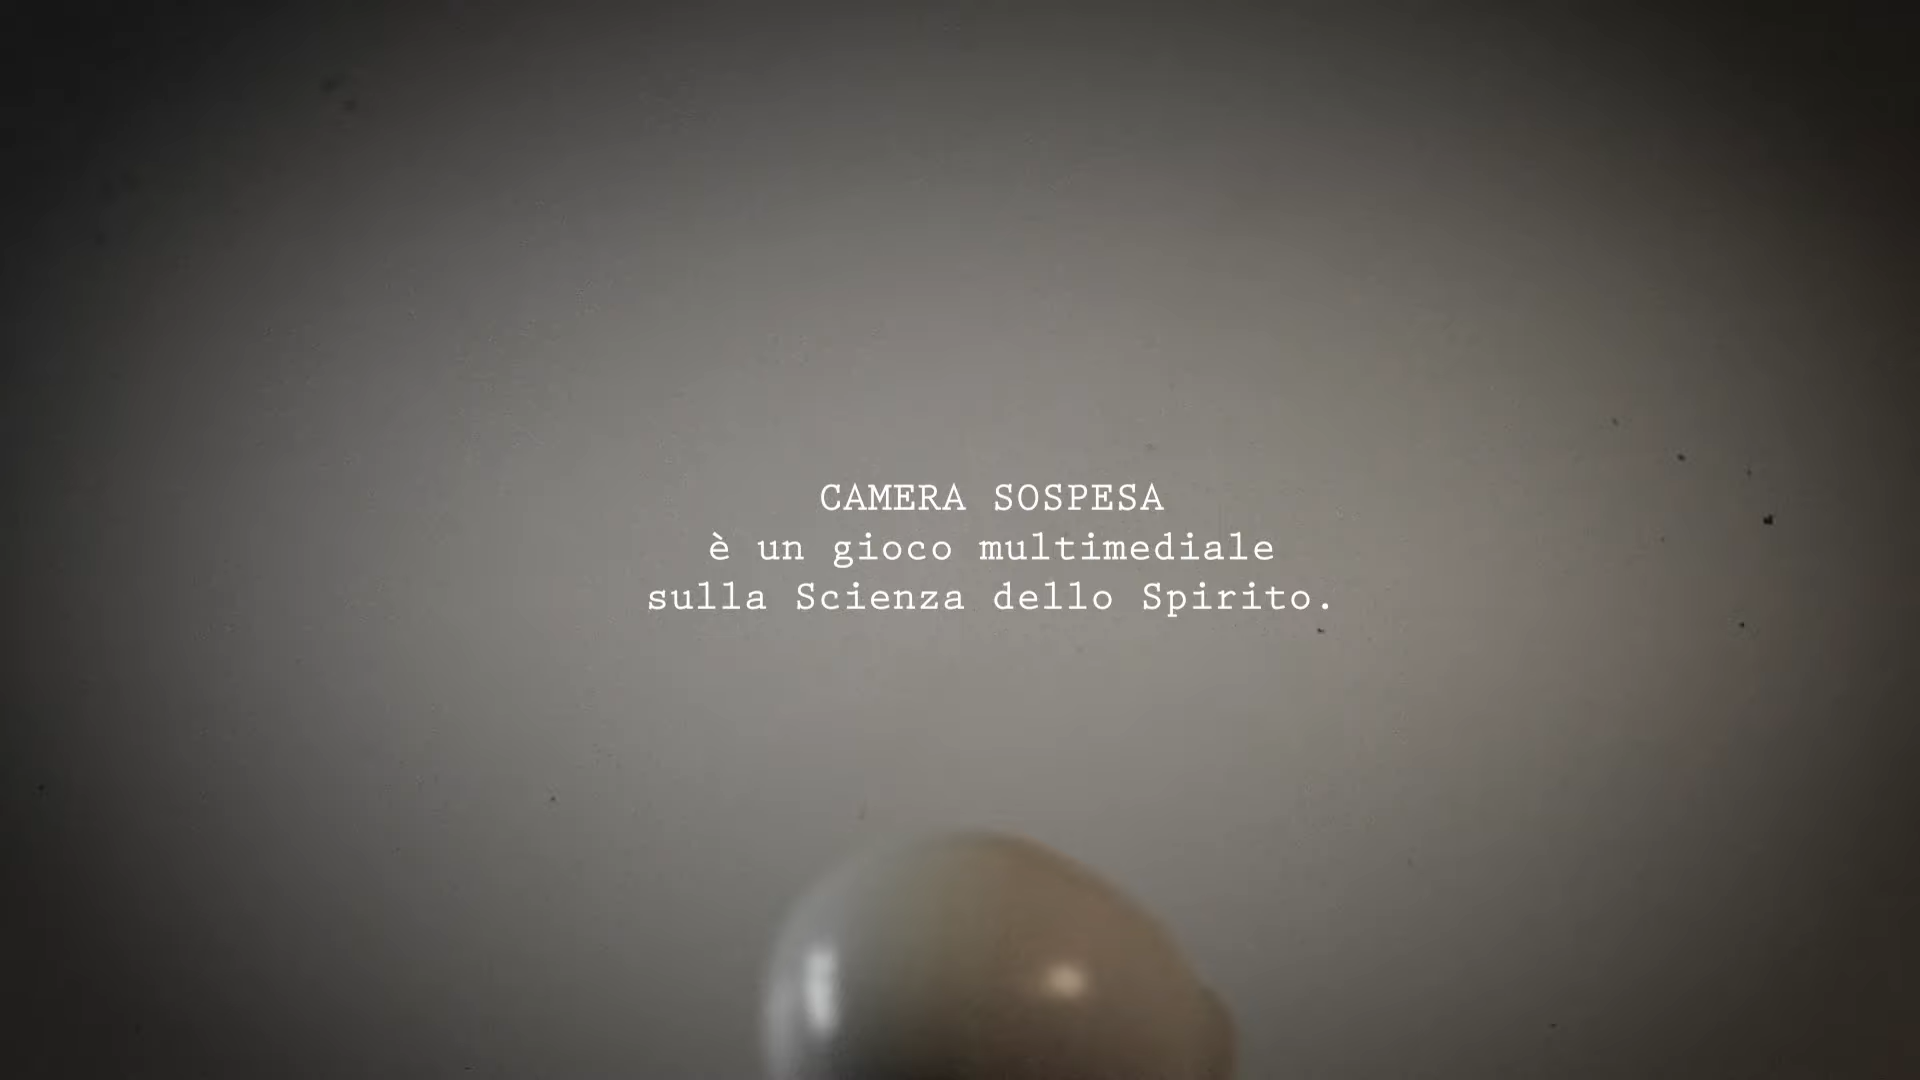 CAMERA SOSPESA
è un gioco multimediale
sulla Scienza dello Spirito.